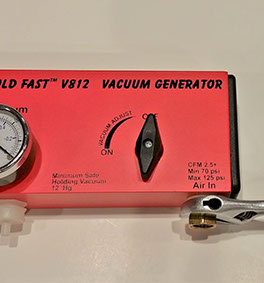 OLD FAST™ V812 VACUUM GENERATOR
VACUUM ADJUST
OFF
ON
Minimum Safe
Holding Vacuum
12" Hg
CFM 2.5+
Min 70 psi
Max 125 psi
Air In